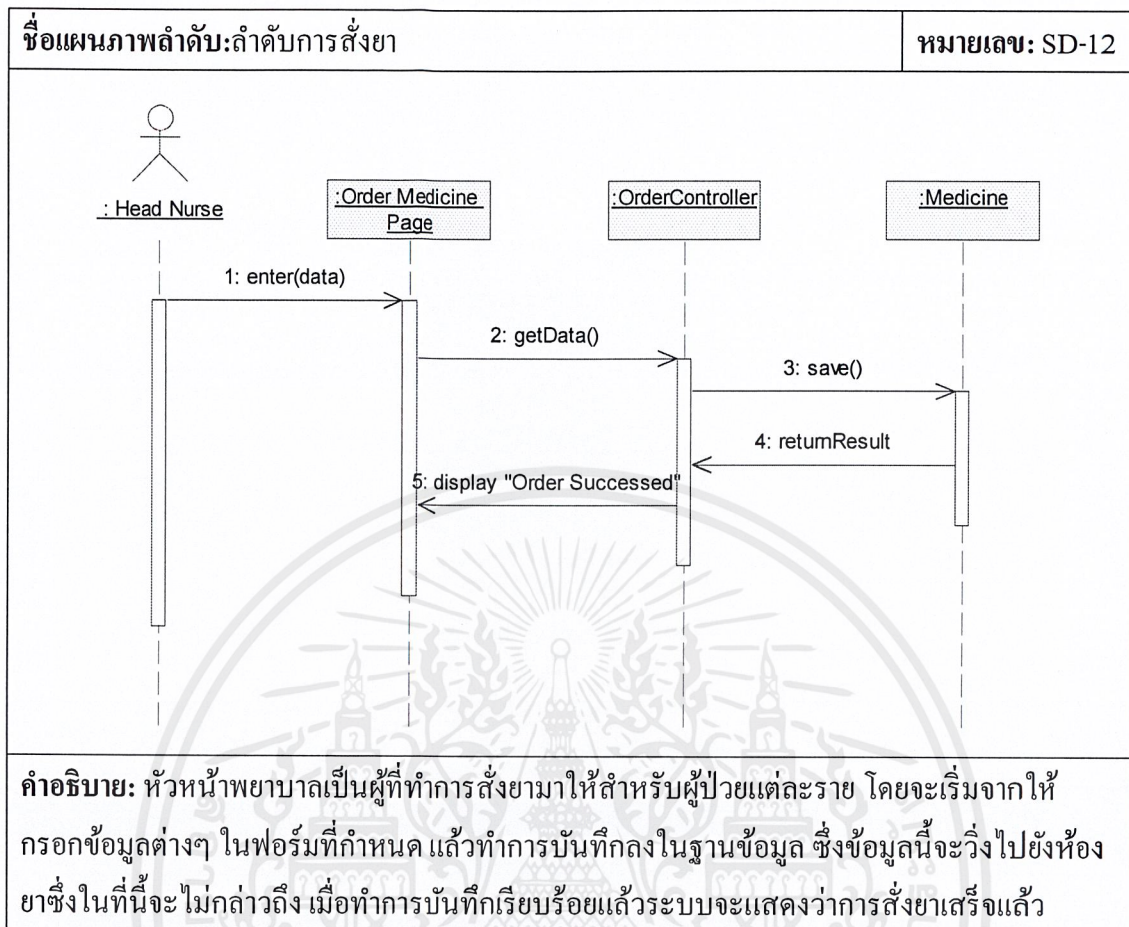 ชื่อแผนภาพลำดับ:ลำดับการสั่งยา
หมายเลข: SD-12
: Head Nurse
:Order Medicine
Page
:OrderController
:Medicine
1: enter(data)
2: getData()
3: save()
4: returnResult
5: display "Order Successed"
คำอธิบาย: หัวหน้าพยาบาลเป็นผู้ที่ทำการสั่งยามาให้สำหรับผู้ป่วยแต่ละราย โดยจะเริ่มจากให้
กรอกข้อมูลต่างๆ ในฟอร์มที่กำหนด แล้วทำการบันทึกลงในฐานข้อมูล ซึ่งข้อมูลนี้จะวิ่งไปยังห้อง
ยาซึ่งในที่นี้จะไม่กล่าวถึง เมื่อทำการบันทึกเรียบร้อยแล้วระบบจะแสดงว่าการสั่งยาเสร็จแล้ว